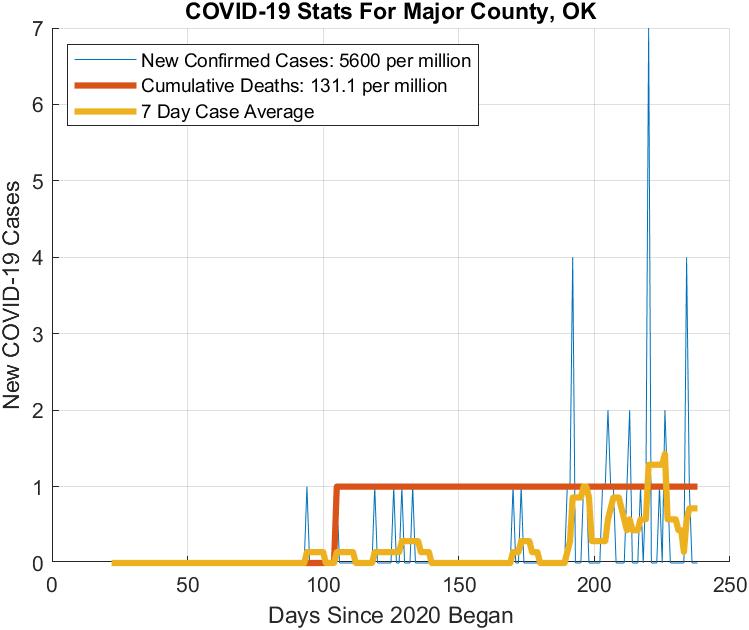 COVID-19 Stats For Major County, OK
New Confirmed Cases: 5600 per million
Cumulative Deaths: 131.1 per million
7 Day Case Average
New COVID-19 Cases
7
6
5
4
3
2
1
0
0 50 100 150 200 250
Days Since 2020 Began